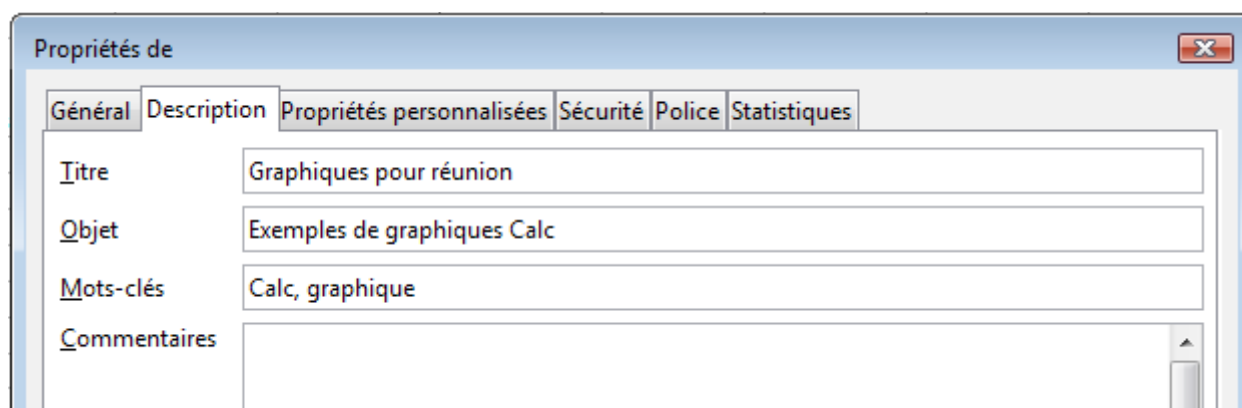 Propriétés de
Général Description Propriétés personnalisées Sécurité Police Statistiques
Titre Graphiques pour réunion
Objet Exemples de graphiques Calc
Mots-clés Calc, graphique
Commentaires